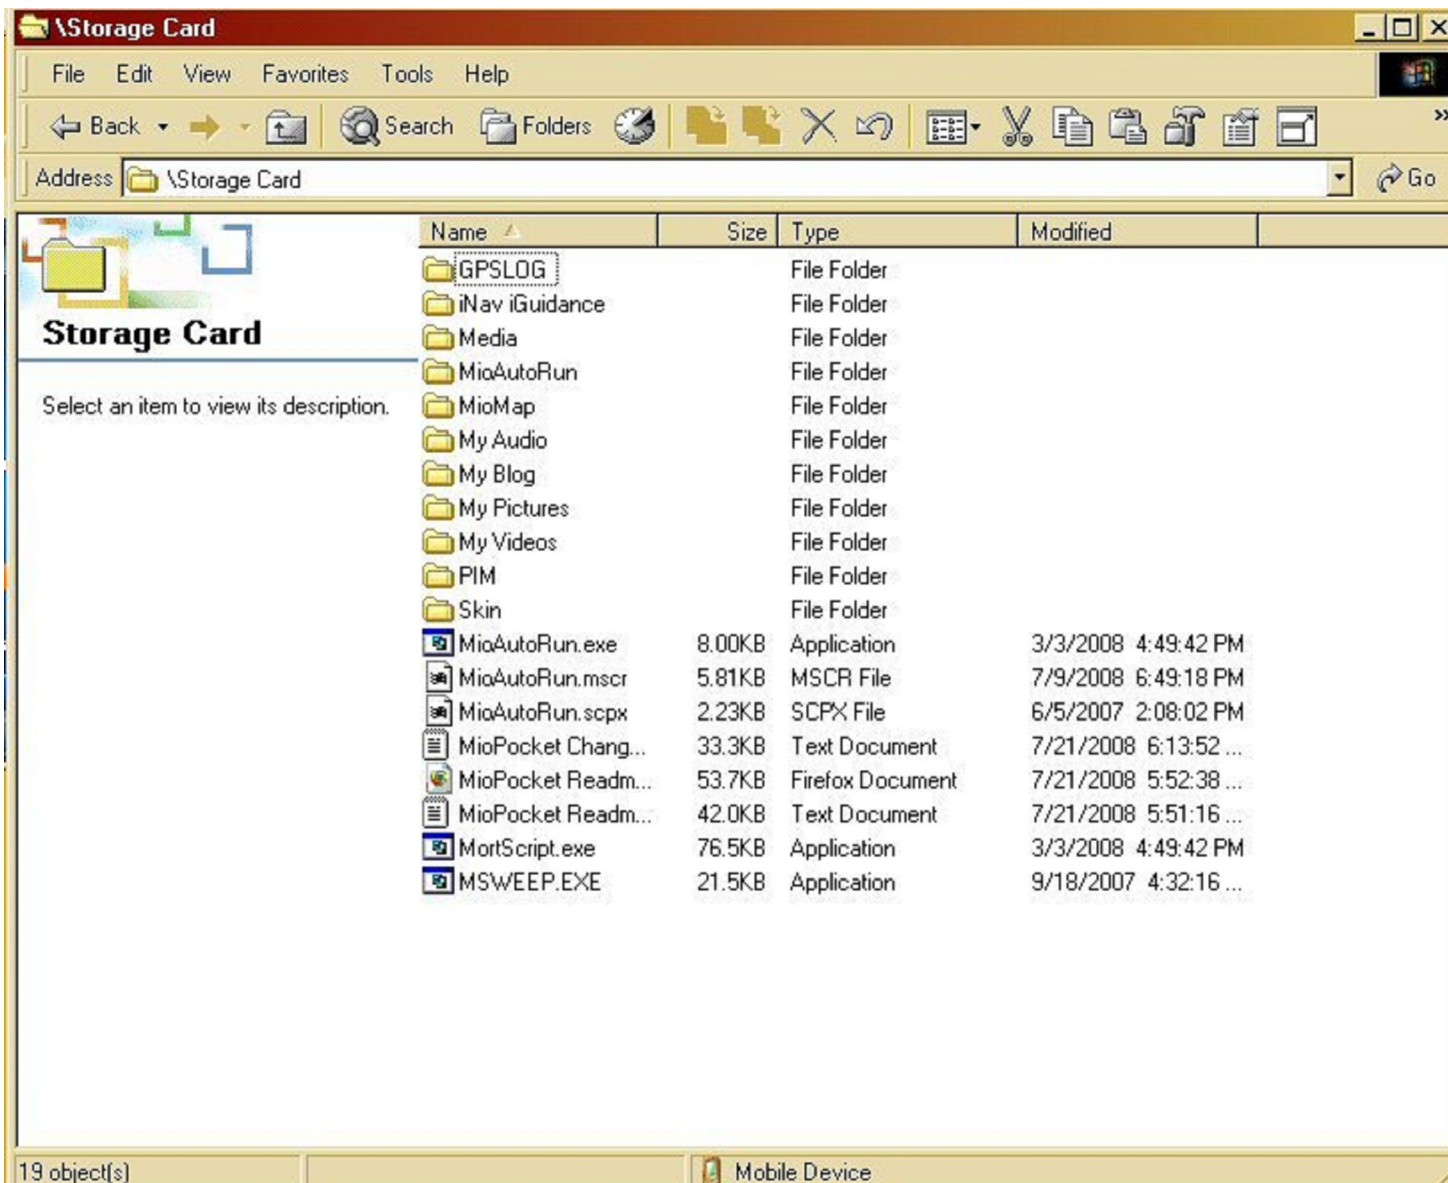 \Storage Card
File Edit View Favorites Tools Help
Back Search Folders
Address \Storage Card Go
Name Size Type Modified
Storage Card
Select an item to view its description.
GPSLOG File Folder
iNav iGuidance File Folder
Media File Folder
MioAutoRun File Folder
MioMap File Folder
My Audio File Folder
My Blog File Folder
My Pictures File Folder
My Videos File Folder
PIM File Folder
Skin File Folder
MioAutoRun.exe 8.00KB Application 3/3/2008 4:49:42 PM
MioAutoRun.mscr 5.81KB MSCR File 7/9/2008 6:49:18 PM
MioAutoRun.scpx 2.23KB SCPX File 6/5/2007 2:08:02 PM
MioPocket Chang... 33.3KB Text Document 7/21/2008 6:13:52 ...
MioPocket Readm... 53.7KB Firefox Document 7/21/2008 5:52:38 ...
MioPocket Readm... 42.0KB Text Document 7/21/2008 5:51:16 ...
MortScript.exe 76.5KB Application 3/3/2008 4:49:42 PM
MSWEEP.EXE 21.5KB Application 9/18/2007 4:32:16 ...
19 object(s) Mobile Device